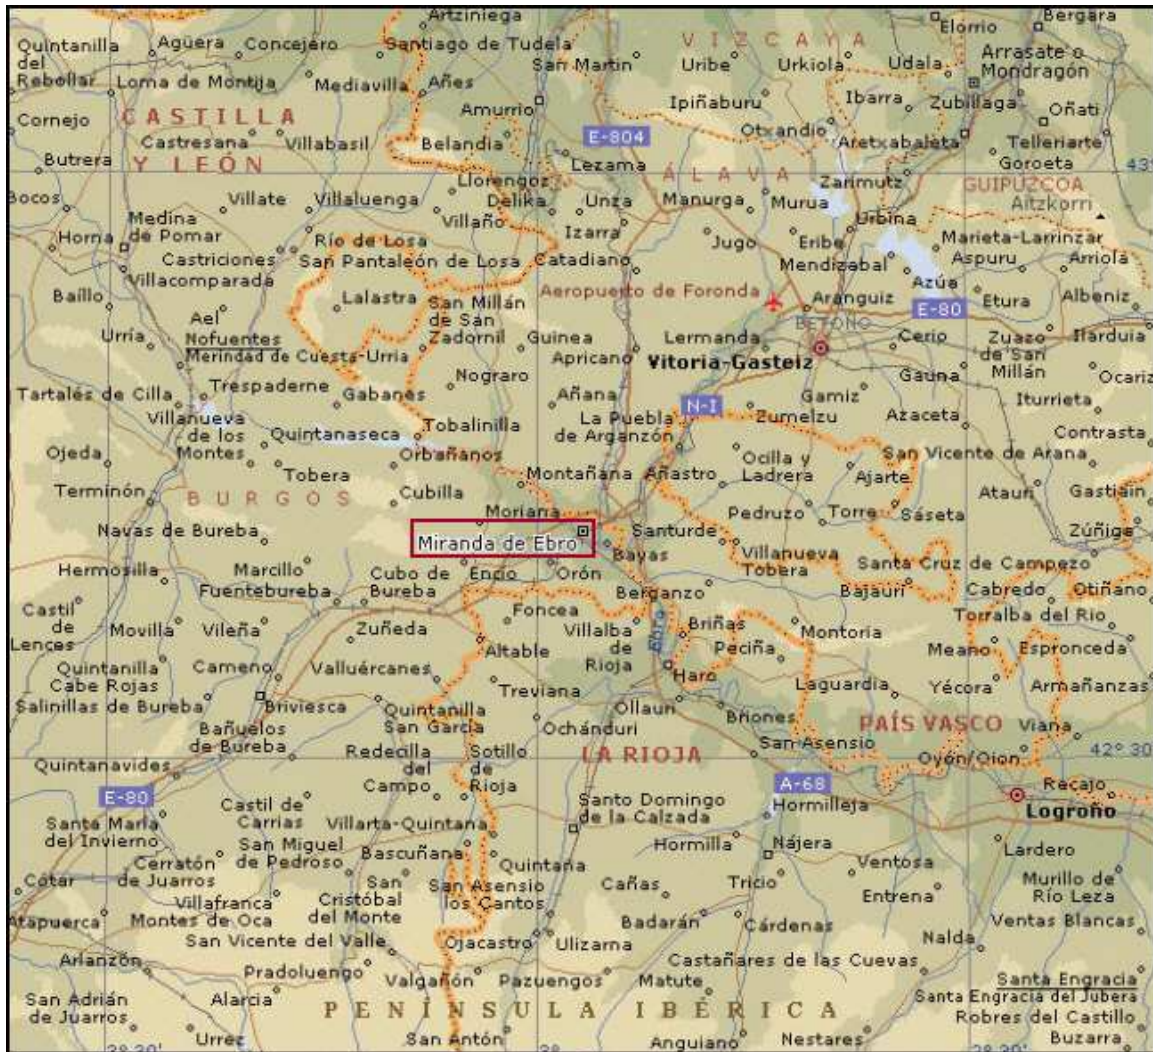 Artziniega
Bergara
Elorrio
Quintanilla
del
Rebollar
Agüera
Concejero
Santiago de Tudela
VIZCAYA
Arrasate o
Mondragón
San Martin
Uribe
Urkiola
Udala
Loma de Montija
Mediavilla
Añes
Amurrio
Ipiñaburu
Ibarra
Zubillaga
Oñati
Cornejo
CASTILLA
Y LEÓN
Castresana
Villabasil
Belandia
E-804
Otxandio
Aretxabaleta
Telleriarte
Goroeta
Butrera
Lezama
ÁLAVA
43°
Bocos
Llorengoz
Zarimutz
GUIPÚZCOA
Aitzkorri
Villate
Villaluenga
Delika
Unza
Manurga
Murua
Medina
de Pomar
Villaño
Izarra
Urbina
Horna
Río de Losa
Jugo
Eribe
Marieta-Larrinzar
Castriciones
San Pantaleón de Losa
Catadiano
Mendizabal
Aspuru
Arriola
Villacomparada
Azúa
Baíllo
Lalastra
San Millán
de San
Zadornil
Aeropuerto de Foronda
Aranguiz
Etura
Albeniz
Ael
BETOÑO
E-80
Urría
Nofuentes
Merindad de Cuesta-Urria
Guinea
Apricano
Lermanda
Cerio
Zuazo
de San
Millán
Ilarduia
Vitoria-Gasteiz
Nograro
Gauna
Ocariz
Tartalés de Cilla
Trespaderne
Gabanes
Añana
N-I
Gamiz
Zumelzu
Azaceta
Iturrieta
Villanueva
de los
Montes
Quintanaseca
Tobalinilla
La Puebla
de Arganzón
Contrasta
Ojeda
Tobera
Orbañanos
Montañana
Añastro
Ocilla y
Ladrera
San Vicente de Arana
Ajarte
Terminón
BURGOS
Cubilla
Atauri
Gastiain
Moriana
Pedruzo
Torre
Sáseta
Navas de Bureba
Miranda de Ebro
Santurde
Zúñiga
Bayas
Villanueva
Tobera
Hermosilla
Marcillo
Cubo de
Bureba
Encio
Orón
Santa Cruz de Campezo
Fuentebureba
Berganzo
Bajauri
Cabredo
Otiñano
Castil
de
Lences
Movilla
Vileña
Zuñeda
Foncea
Villalba
de
Rioja
Ebro
Briñas
Montoria
Torralba del Rio
Quintanilla
Cabe Rojas
Cameno
Valluércanes
Altable
Peciña
Meano
Espronceda
Haro
Treviana
Laguardia
Yécora
Armañanzas
Salinillas de Bureba
Briviesca
Quintanilla
San García
Ollauri
Briones
Bañuelos
de Bureba
Ochánduri
PAÍS VASCO
Viana
Redecilla
del
Campo
Sotillo
de
Rioja
LA RIOJA
San Asensio
Oyón/Oion
42° 30'
Quintanavides
A-68
Recajo
E-80
Castil de
Carrias
Santo Domingo
de la Calzada
Hormilleja
Logroño
Santa María
del Invierno
Villarta-Quintana
San Miguel
de Pedroso
Bascuñana
Hormilla
Nájera
Lardero
Cerratón
de Juarros
Quintana
Ventosa
Cótar
San
Cristóbal
del Monte
San Asensio
los Cantos
Cañas
Tricio
Entrena
Murillo de
Río Leza
Villafranca
Montes de Oca
Atapuerca
Badarán
Cárdenas
Ventas Blancas
San Vicente del Valle
Ojacastro
Ulizarna
Nalda
Arlanzón
Pradoluengo
Valgañón
Pazuengos
Matute
Castañares de las Cuevas
Santa Engracia
San Adrián
de Juarros
Alarcia
PENÍNSULA IBÉRICA
Santa Engracia del Jubera
Robres del Castillo
Urrez
San Antón
Anguiano
Nestares
Buzarra